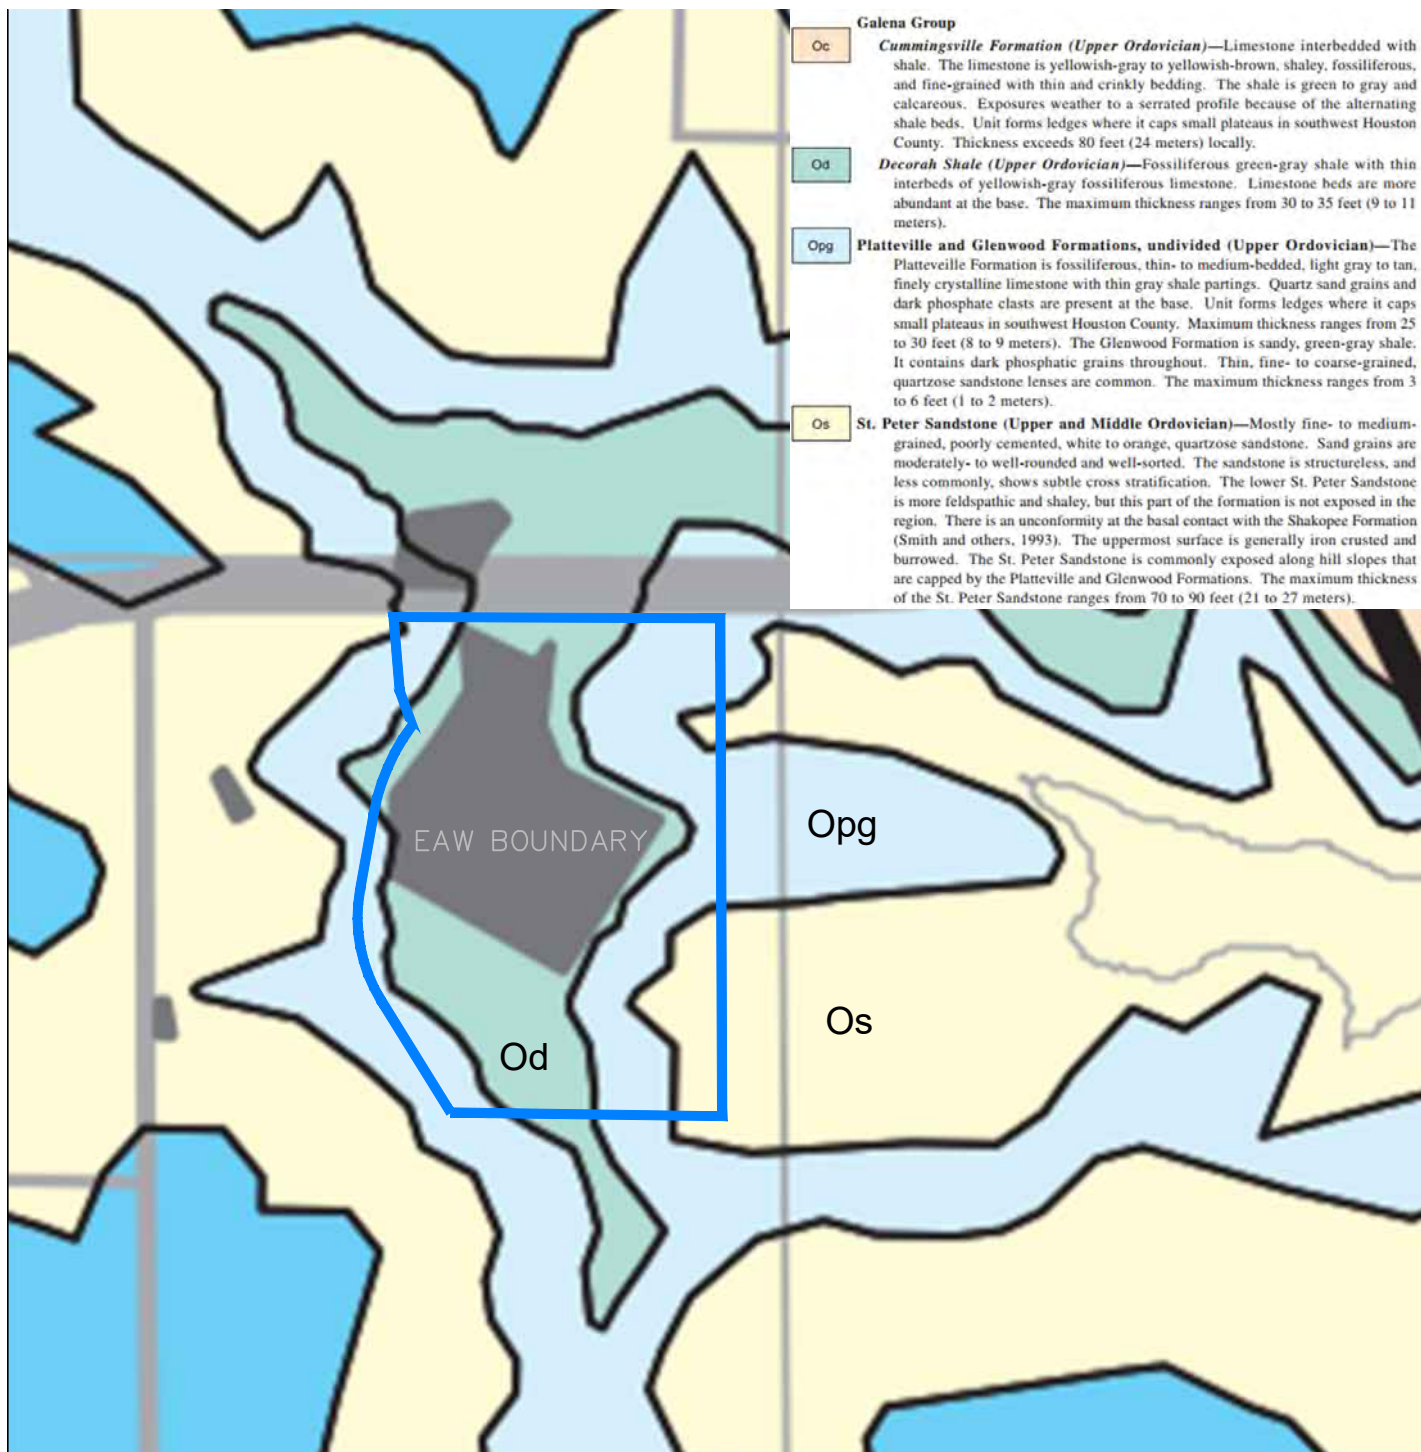 Galena Group
Oc
Cummingsville Formation (Upper Ordovician)—Limestone interbedded with
shale. The limestone is yellowish-gray to yellowish-brown, shaley, fossiliferous,
and fine-grained with thin and crinkly bedding. The shale is green to gray and
calcareous. Exposures weather to a serrated profile because of the alternating
shale beds. Unit forms ledges where it caps small plateaus in southwest Houston
County. Thickness exceeds 80 feet (24 meters) locally.
Od
Decorah Shale (Upper Ordovician)—Fossiliferous green-gray shale with thin
interbeds of yellowish-gray fossiliferous limestone. Limestone beds are more
abundant at the base. The maximum thickness ranges from 30 to 35 feet (9 to 11
meters).
Opg
Platteville and Glenwood Formations, undivided (Upper Ordovician)—The
Platteveille Formation is fossiliferous, thin- to medium-bedded, light gray to tan,
finely crystalline limestone with thin gray shale partings. Quartz sand grains and
dark phosphate clasts are present at the base. Unit forms ledges where it caps
small plateaus in southwest Houston County. Maximum thickness ranges from 25
to 30 feet (8 to 9 meters). The Glenwood Formation is sandy, green-gray shale.
It contains dark phosphatic grains throughout. Thin, fine- to coarse-grained,
quartzose sandstone lenses are common. The maximum thickness ranges from 3
to 6 feet (1 to 2 meters).
Os
St. Peter Sandstone (Upper and Middle Ordovician)—Mostly fine- to medium-
grained, poorly cemented, white to orange, quartzose sandstone. Sand grains are
moderately- to well-rounded and well-sorted. The sandstone is structureless, and
less commonly, shows subtle cross stratification. The lower St. Peter Sandstone
is more feldspathic and shaley, but this part of the formation is not exposed in the
region. There is an unconformity at the basal contact with the Shakopee Formation
(Smith and others, 1993). The uppermost surface is generally iron crusted and
burrowed. The St. Peter Sandstone is commonly exposed along hill slopes that
are capped by the Platteville and Glenwood Formations. The maximum thickness
of the St. Peter Sandstone ranges from 70 to 90 feet (21 to 27 meters).
Opg
EAW BOUNDARY
Os
Od